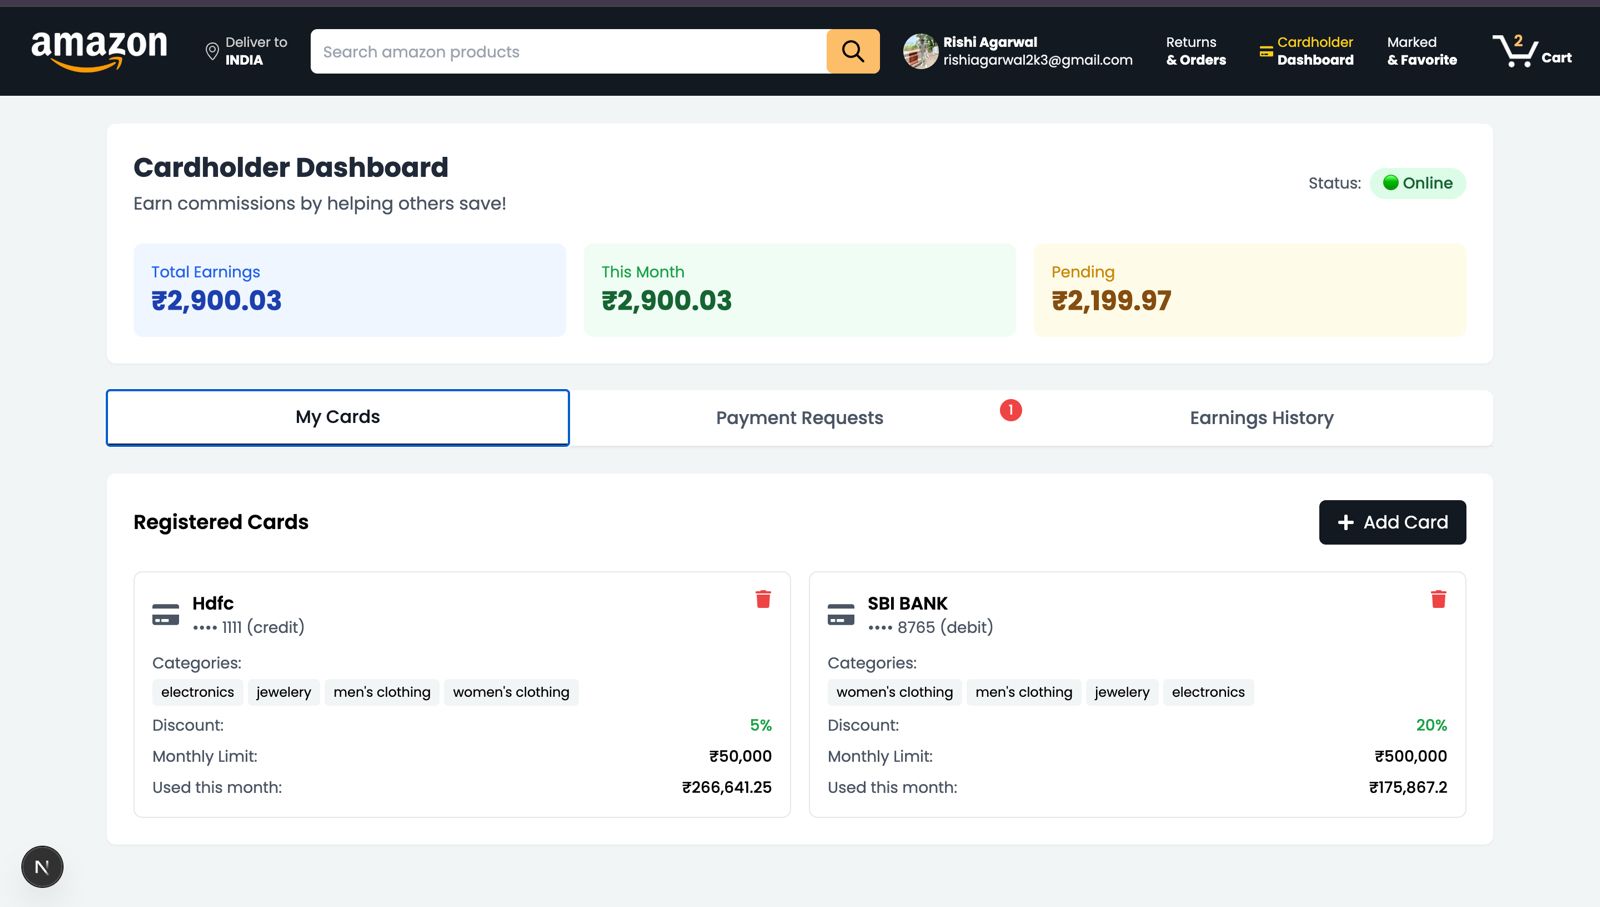 amazon
Deliver to
INDIA
Search amazon products
Rishi Agarwal
rishiagarwal2k3@gmail.com
Returns
& Orders
Cardholder
Dashboard
Marked
& Favorite
2
Cart
Cardholder Dashboard
Earn commissions by helping others save!
Status:
Online
Total Earnings
₹2,900.03
This Month
₹2,900.03
Pending
₹2,199.97
My Cards
Payment Requests
1
Earnings History
Registered Cards
+ Add Card
Hdfc
•••• 1111 (credit)
Categories:
electronics jewelery men's clothing women's clothing
Discount: 5%
Monthly Limit: ₹50,000
Used this month: ₹266,641.25
SBI BANK
•••• 8765 (debit)
Categories:
women's clothing men's clothing jewelery electronics
Discount: 20%
Monthly Limit: ₹500,000
Used this month: ₹175,867.2
N